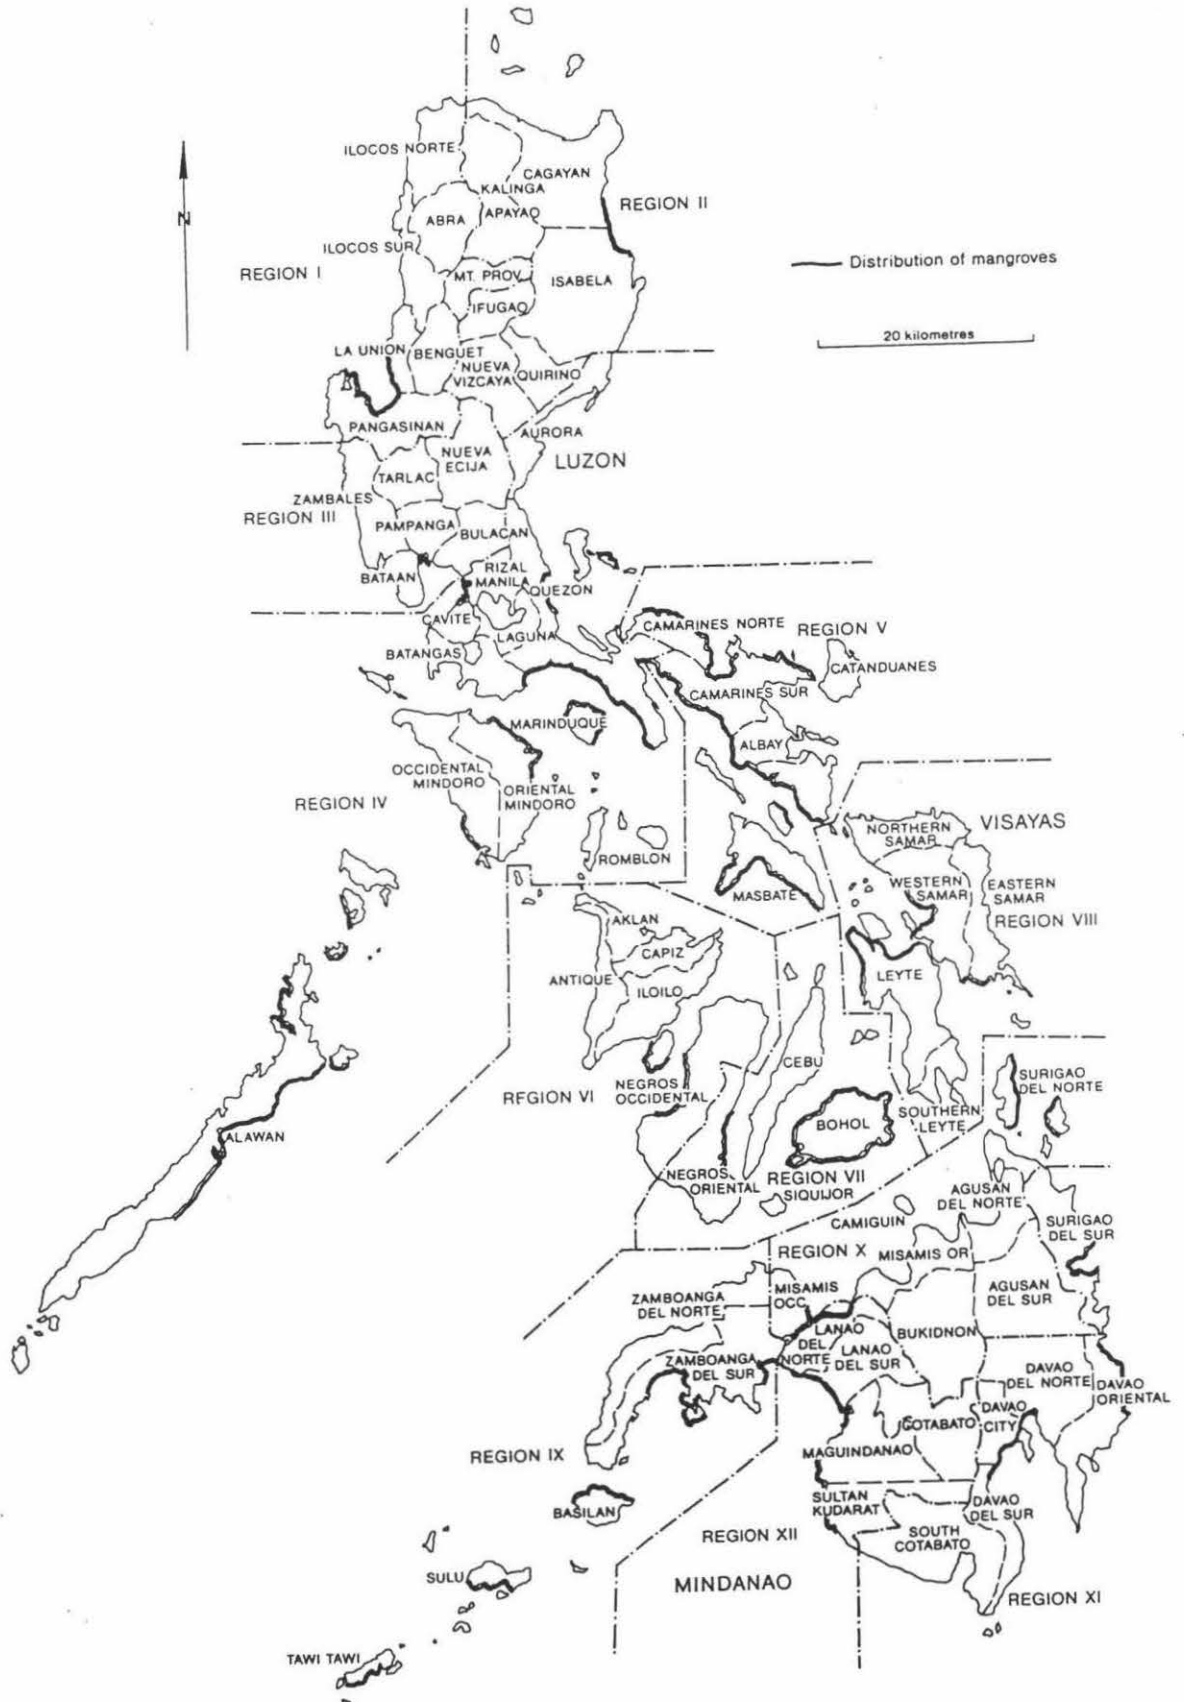 ILOCOS NORTE
CAGAYAN
KALINGA
APAYAO
REGION II
N
ABRA
ILOCOS SUR
REGION I
MT. PROV.
ISABELA
Distribution of mangroves
IFUGAO
20 kilometres
LA UNION
BENGUET
NUEVA
VIZCAYA
QUIRINO
PANGASINAN
AURORA
NUEVA
ECIJA
LUZON
TARLAC
ZAMBALES
REGION III
PAMPANGA
BULACAN
RIZAL
BATAAN
MANILA
QUEZON
CAVITE
LAGUNA
BATANGAS
CAMARINES NORTE
REGION V
CATANDUANES
CAMARINES SUR
MARINDUQUE
ALBAY
OCCIDENTAL
MINDORO
ORIENTAL
MINDORO
REGION IV
VISAYAS
NORTHERN
SAMAR
ROMBLON
MASBATE
WESTERN
SAMAR
EASTERN
SAMAR
REGION VIII
AKLAN
CAPIZ
ANTIQUE
ILOILO
LEYTE
CEBU
NEGROS
OCCIDENTAL
REGION VI
SURIGAO
DEL NORTE
SOUTHERN
LEYTE
BOHOL
ALAWAN
NEGROS
ORIENTAL
REGION VII
SIQUIJOR
AGUSAN
DEL NORTE
CAMIGUIN
SURIGAO
DEL SUR
REGION X
MISAMIS OR
MISAMIS
OCC
ZAMBOANGA
DEL NORTE
AGUSAN
DEL SUR
LANAO
DEL
NORTE
LANAO
DEL SUR
BUKIDNON
ZAMBOANGA
DEL SUR
DAVAO
DEL NORTE
DAVAO
ORIENTAL
COTABATO
DAVAO
CITY
MAGUINDANAO
REGION IX
BASILAN
SULTAN
KUDARAT
DAVAO
DEL SUR
SOUTH
COTABATO
REGION XII
SULU
MINDANAO
REGION XI
TAWI TAWI